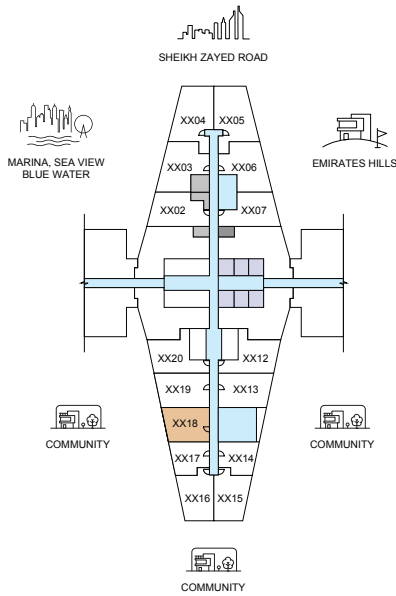 SHEIKH ZAYED ROAD
XX04 XX05
MARINA, SEA VIEW
BLUE WATER
EMIRATES HILLS
XX03 XX06
XX02 XX07
XX20 XX12
XX19 XX13
XX18
COMMUNITY
COMMUNITY
XX17 XX14
XX16 XX15
COMMUNITY